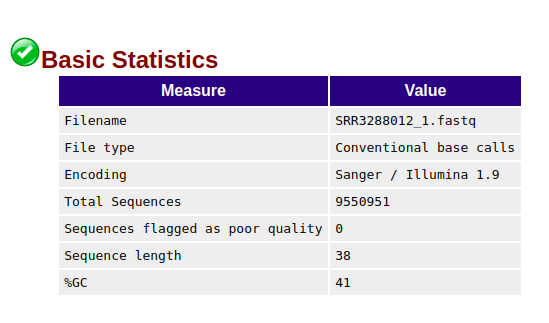 Basic Statistics
Measure Value
Filename SRR3288012_1.fastq
File type Conventional base calls
Encoding Sanger / Illumina 1.9
Total Sequences 9550951
Sequences flagged as poor quality 0
Sequence length 38
%GC 41